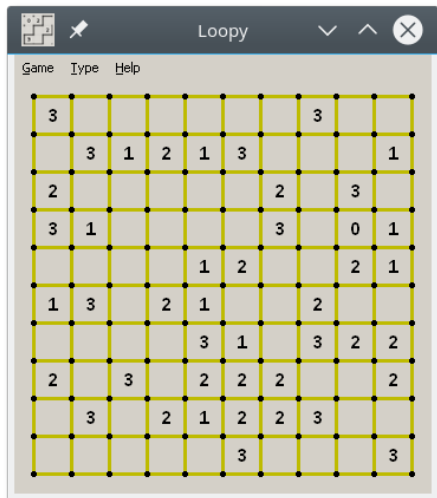 Loopy
Game Type Help
3 3
3 1 2 1 3 1
2 2 3
3 1 3 0 1
1 2 2 1
1 3 2 1 2
3 1 3 2 2
2 3 2 2 2 2
3 2 1 2 2 3
3 3